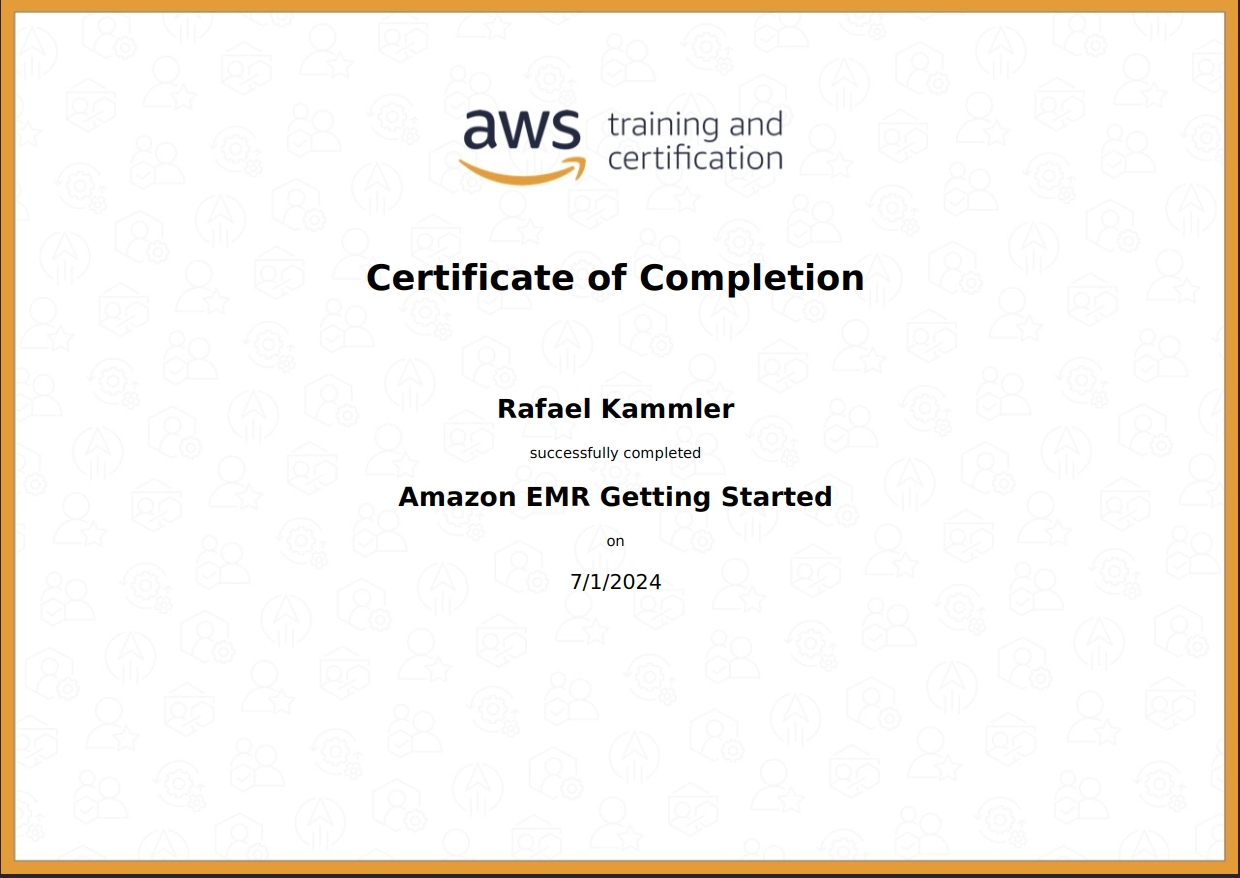 aws training and
certification
Certificate of Completion
Rafael Kammler
successfully completed
Amazon EMR Getting Started
on
7/1/2024